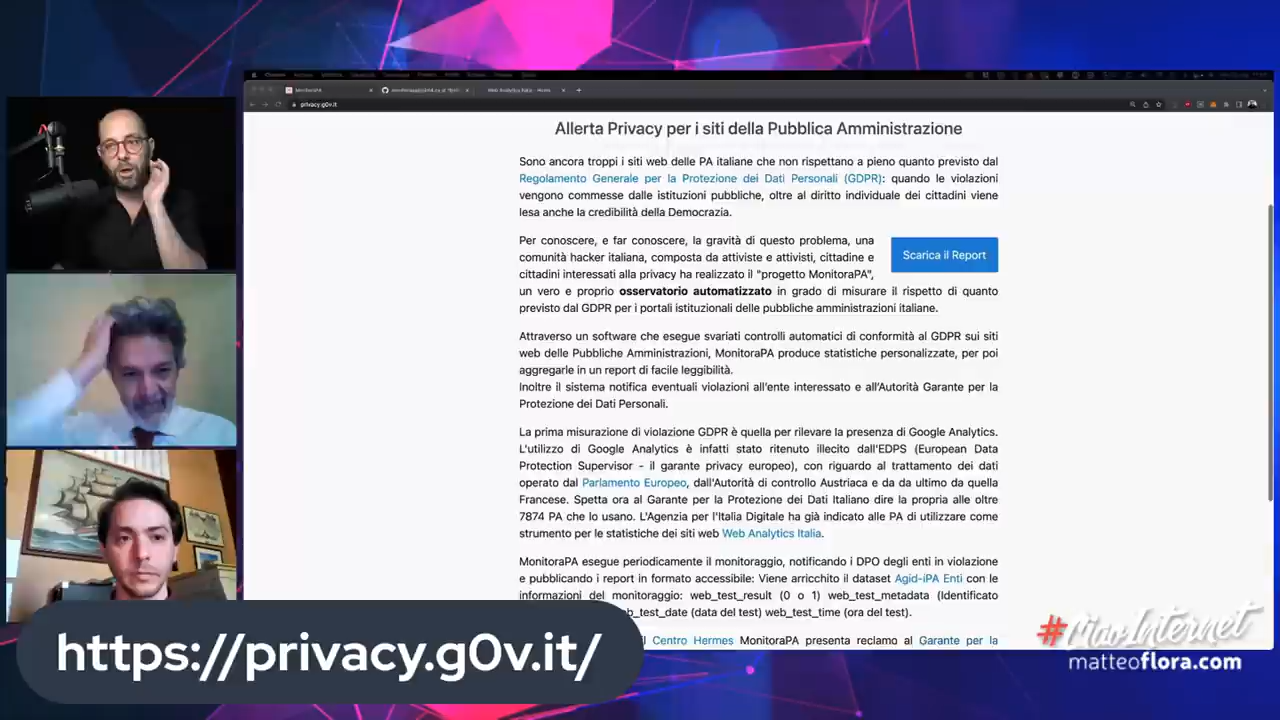 MonitoraPA
Web Analytics Italia - Home
privacy.g0v.it
Allerta Privacy per i siti della Pubblica Amministrazione
Sono ancora troppi i siti web delle PA italiane che non rispettano a pieno quanto previsto dal
Regolamento Generale per la Protezione dei Dati Personali (GDPR): quando le violazioni
vengono commesse dalle istituzioni pubbliche, oltre al diritto individuale dei cittadini viene
lesa anche la credibilità della Democrazia.
Per conoscere, e far conoscere, la gravità di questo problema, una
comunità hacker italiana, composta da attiviste e attivisti, cittadine e
cittadini interessati alla privacy ha realizzato il "progetto MonitoraPA",
un vero e proprio osservatorio automatizzato in grado di misurare il rispetto di quanto
previsto dal GDPR per i portali istituzionali delle pubbliche amministrazioni italiane.
Scarica il Report
Attraverso un software che esegue svariati controlli automatici di conformità al GDPR sui siti
web delle Pubbliche Amministrazioni, MonitoraPA produce statistiche personalizzate, per poi
aggregarle in un report di facile leggibilità.
Inoltre il sistema notifica eventuali violazioni all'ente interessato e all'Autorità Garante per la
Protezione dei Dati Personali.
La prima misurazione di violazione GDPR è quella per rilevare la presenza di Google Analytics.
L'utilizzo di Google Analytics è infatti stato ritenuto illecito dall'EDPS (European Data
Protection Supervisor - il garante privacy europeo), con riguardo al trattamento dei dati
operato dal Parlamento Europeo, dall'Autorità di controllo Austriaca e da da ultimo da quella
Francese. Spetta ora al Garante per la Protezione dei Dati Italiano dire la propria alle oltre
7874 PA che lo usano. L'Agenzia per l'Italia Digitale ha già indicato alle PA di utilizzare come
strumento per le statistiche dei siti web Web Analytics Italia.
MonitoraPA esegue periodicamente il monitoraggio, notificando i DPO degli enti in violazione
e pubblicando i report in formato accessibile: Viene arricchito il dataset Agid-iPA Enti con le
informazioni del monitoraggio: web_test_result (0 o 1) web_test_metadata (Identificato
b_test_date (data del test) web_test_time (ora del test).
il Centro Hermes MonitoraPA presenta reclamo al Garante per la
https://privacy.g0v.it/
#CiaoInternet
matteoflora.com